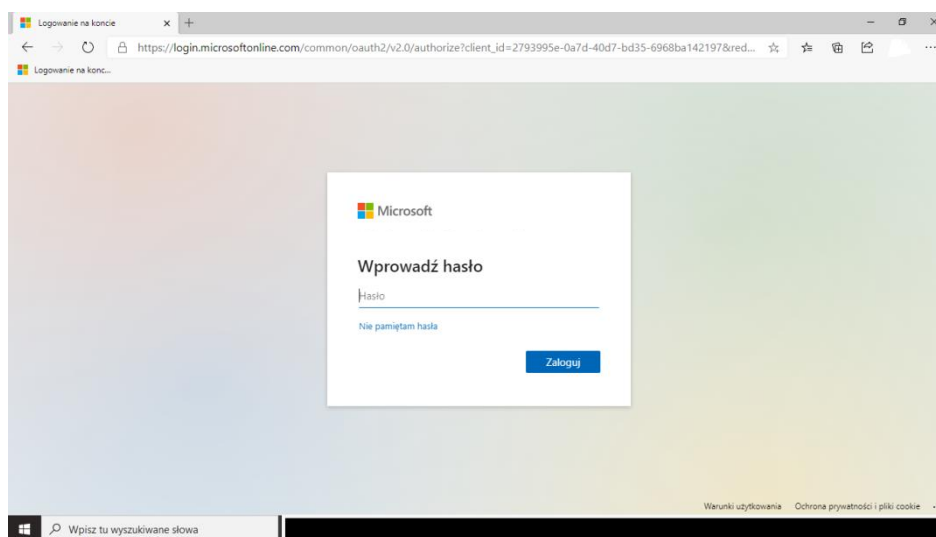 Logowanie na koncie
https://login.microsoftonline.com/common/oauth2/v2.0/authorize?client_id=2793995e-0a7d-40d7-bd35-6968ba142197&red...
Logowanie na konc...
Microsoft
Wprowadź hasło
Hasło
Nie pamiętam hasła
Zaloguj
Warunki użytkowania Ochrona prywatności i pliki cookie
Wpisz tu wyszukiwane słowa